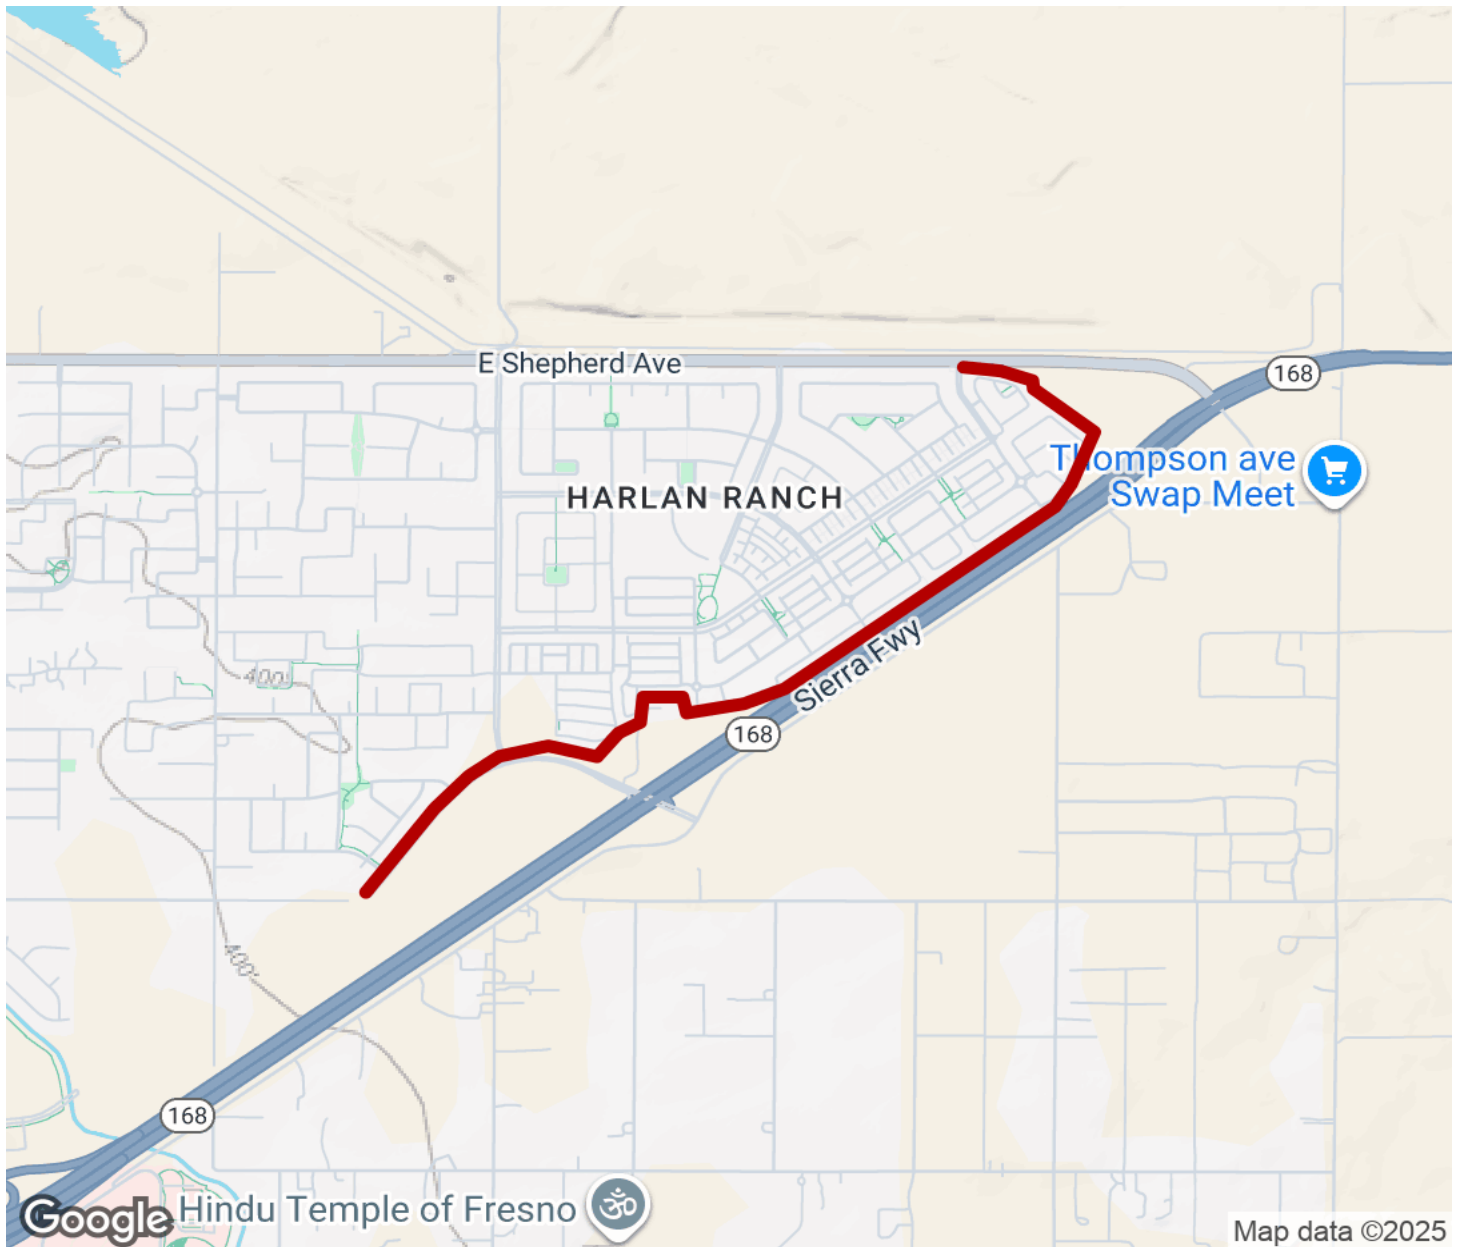 E Shepherd Ave
168
Thompson ave
Swap Meet
HARLAN RANCH
Sierra Fwy
168
400'
400'
168
Hindu Temple of Fresno
Google
Map data ©2025